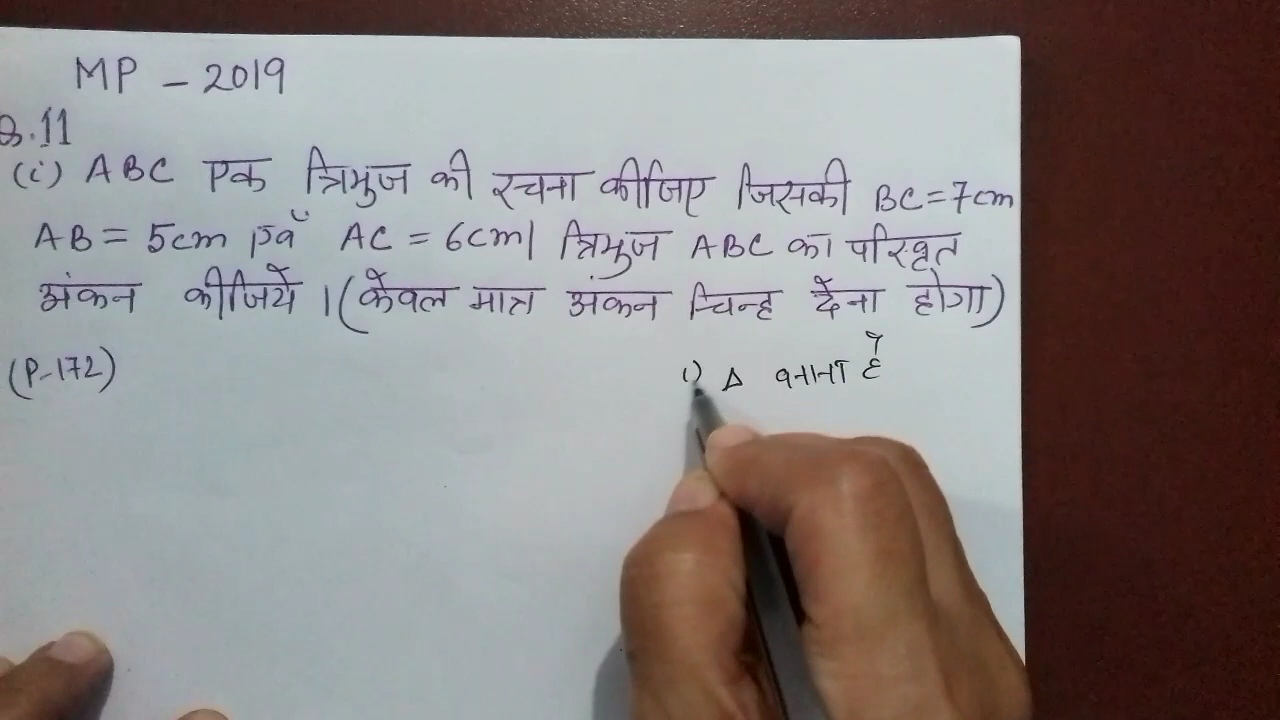 MP - 2019
(i) ABC एक त्रिभुज की रचना कीजिए जिसकी BC = 7cm
AB = 5cm एवं AC = 6cm। त्रिभुज ABC का परिवृत
अंकन कीजिये । (केवल मात्र अंकन चिन्ह देना होगा)
(P-172)
1) Δ बनाना है